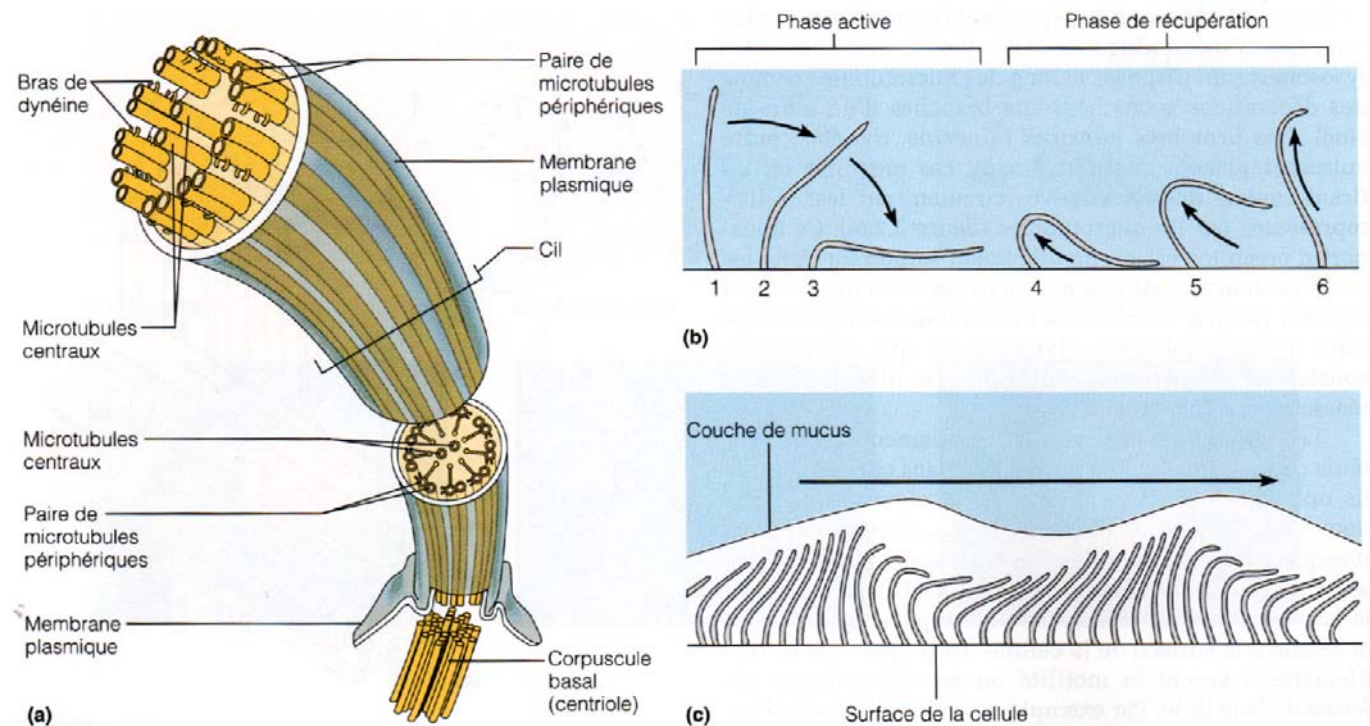 Bras de
dynéine
Paire de
microtubules
périphériques
Membrane
plasmique
Cil
Microtubules
centraux
Microtubules
centraux
Paire de
microtubules
périphériques
Membrane
plasmique
Corpuscule
basal
(centriole)
(a)
Phase active
Phase de récupération
1 2 3 4 5 6
(b)
Couche de mucus
Surface de la cellule
(c)